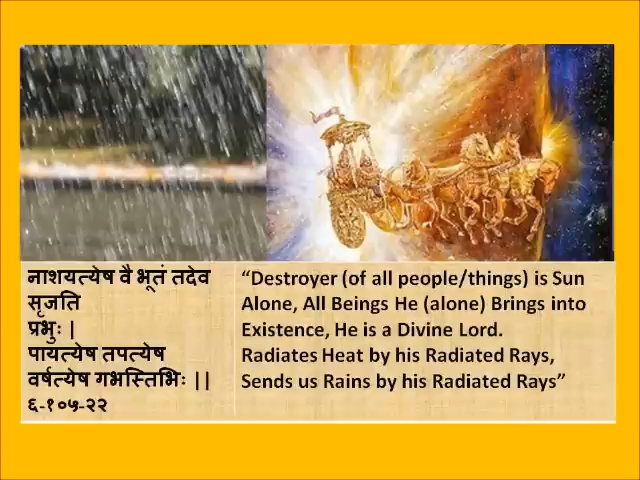 नाशयत्येष वै भूतं तदेव
सृजति
प्रभुः |
पायत्येष तपत्येष
वर्षत्येष गभस्तिभिः ||
६-१०५-२२
“Destroyer (of all people/things) is Sun
Alone, All Beings He (alone) Brings into
Existence, He is a Divine Lord.
Radiates Heat by his Radiated Rays,
Sends us Rains by his Radiated Rays”